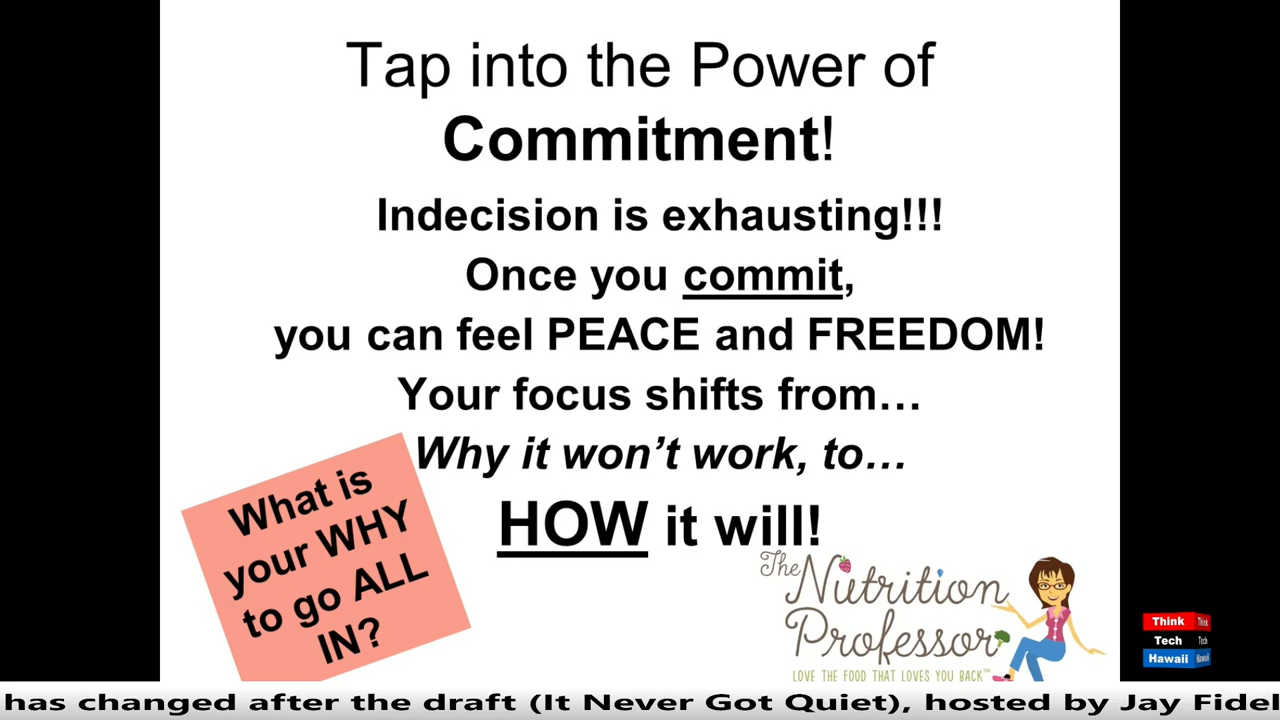 Tap into the Power of
Commitment!
Indecision is exhausting!!!
Once you commit,
you can feel PEACE and FREEDOM!
Your focus shifts from…
Why it won’t work, to…
HOW it will!
What is
your WHY
to go ALL
IN?
The
Nutrition
Professor
LOVE THE FOOD THAT LOVES YOU BACK™
Think Think
Tech Tech
Hawaii Hawaii
has changed after the draft (It Never Got Quiet), hosted by Jay Fidel